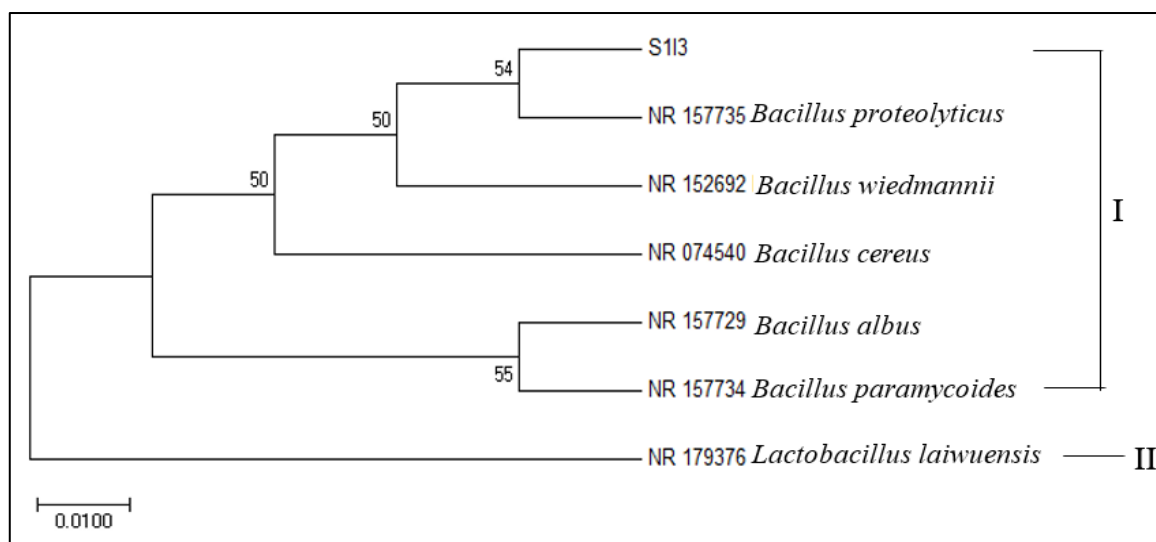 S1I3
54
NR 157735 Bacillus proteolyticus
50
NR 152692 Bacillus wiedmannii
50
I
NR 074540 Bacillus cereus
NR 157729 Bacillus albus
55
NR 157734 Bacillus paramycoides
NR 179376 Lactobacillus laiwuensis
II
0.0100